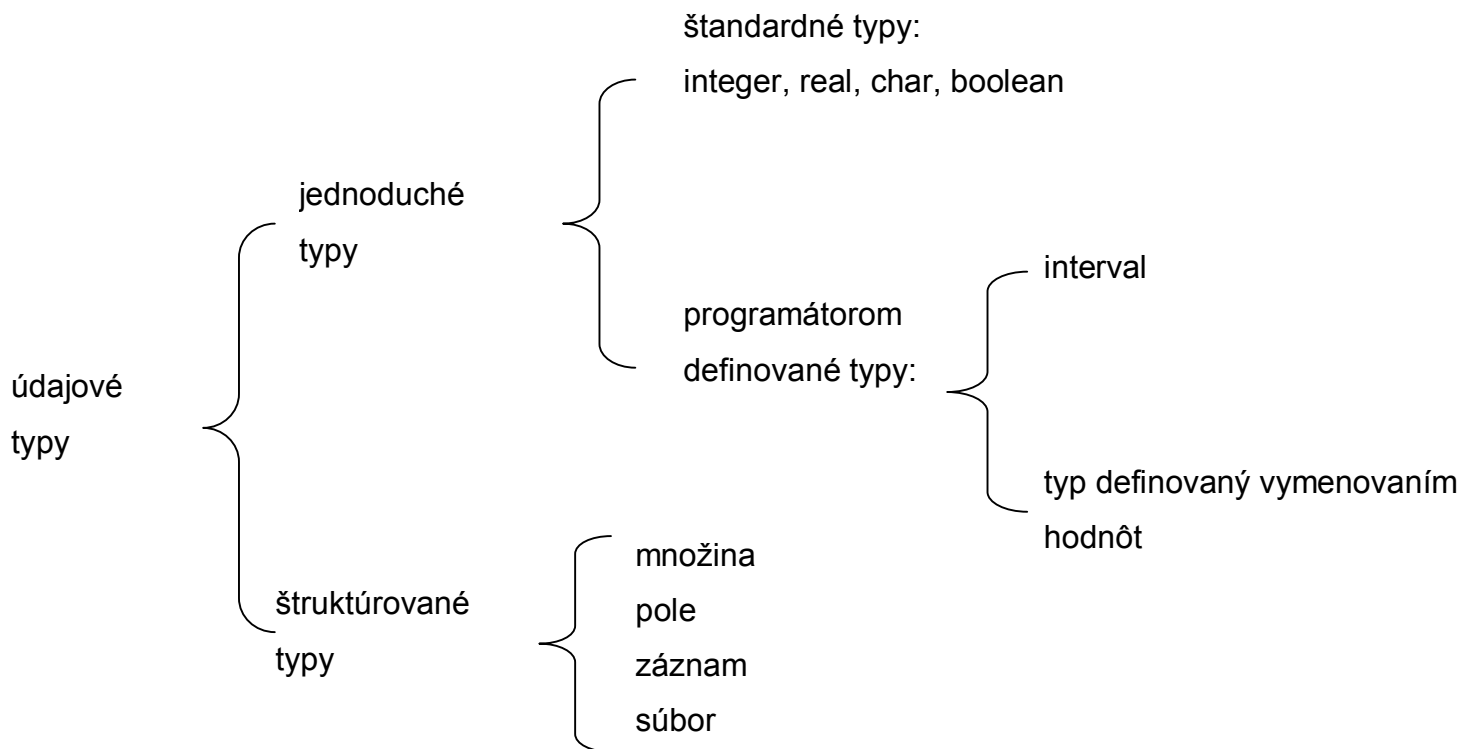 štandardné typy:
integer, real, char, boolean
jednoduché
typy
interval
programátorom
definované typy:
údajové
typy
typ definovaný vymenovaním
hodnôt
množina
štruktúrované
pole
typy
záznam
súbor